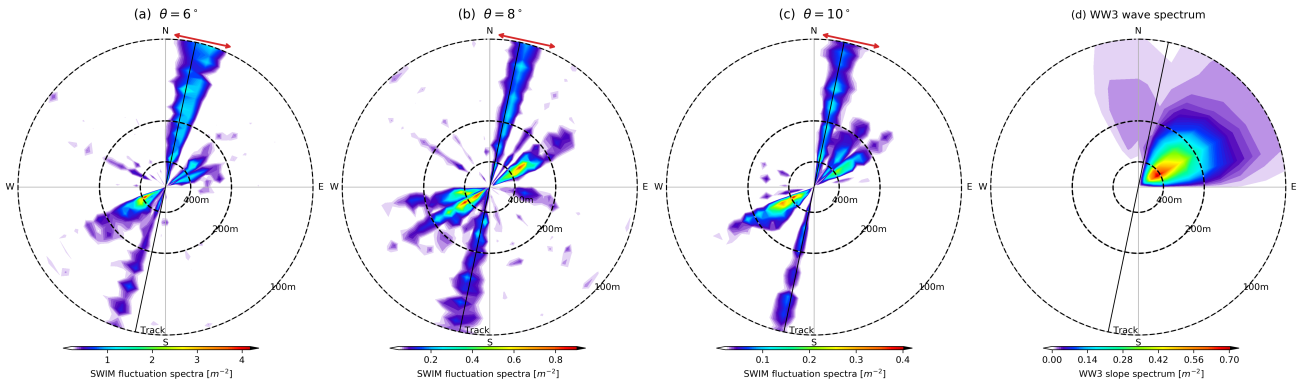 (a) θ = 6°
N
W
400m
200m
100m
Track
S
1 2 3 4
SWIM fluctuation spectra [m⁻²]
(b) θ = 8°
N
E W
400m
200m
100m
Track
S
0.2 0.4 0.6 0.8
SWIM fluctuation spectra [m⁻²]
(c) θ = 10°
N
E W
400m
200m
100m
Track
S
0.1 0.2 0.3 0.4
SWIM fluctuation spectra [m⁻²]
(d) WW3 wave spectrum
N
E W
E
400m
200m
100m
Track
S
0.00 0.14 0.28 0.42 0.56 0.70
WW3 slope spectrum [m⁻²]